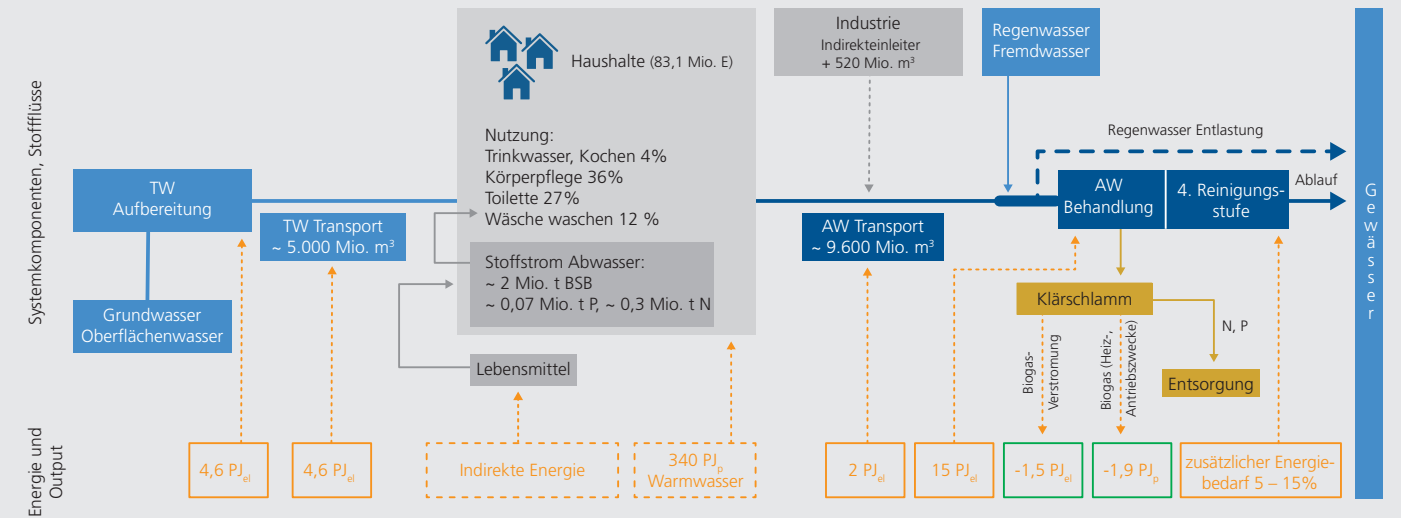 Systemkomponenten, Stoffflüsse
TW
Aufbereitung
Grundwasser
Oberflächenwasser
TW Transport
~ 5.000 Mio. m³
Haushalte (83,1 Mio. E)
Nutzung:
Trinkwasser, Kochen 4%
Körperpflege 36%
Toilette 27%
Wäsche waschen 12 %
Stoffstrom Abwasser:
~ 2 Mio. t BSB
~ 0,07 Mio. t P, ~ 0,3 Mio. t N
Lebensmittel
Industrie
Indirekteinleiter
+ 520 Mio. m³
Regenwasser
Fremdwasser
Regenwasser Entlastung
AW Transport
~ 9.600 Mio. m³
AW
Behandlung
4. Reinigungs-
stufe
Ablauf
Gewässer
Klärschlamm
N, P
Biogas-
Verstromung
Biogas (Heiz-,
Antriebszwecke)
Entsorgung
Energie und
Output
4,6 PJel
4,6 PJel
Indirekte Energie
340 PJp
Warmwasser
2 PJel
15 PJel
-1,5 PJel
-1,9 PJp
zusätzlicher Energie-
bedarf 5 – 15%